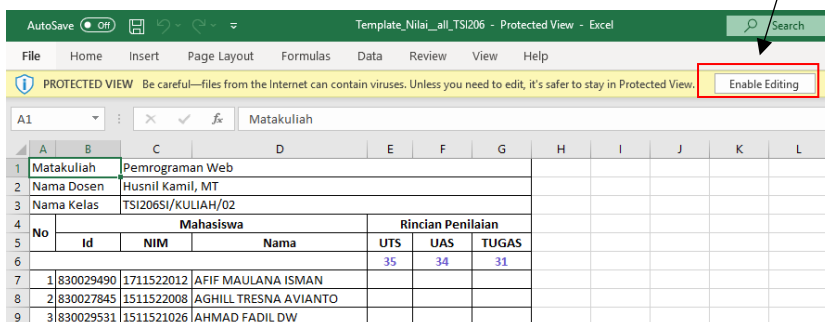 AutoSave Off Template_Nilai__all_TSI206 - Protected View - Excel Search
File Home Insert Page Layout Formulas Data Review View Help
PROTECTED VIEW Be careful—files from the Internet can contain viruses. Unless you need to edit, it's safer to stay in Protected View. Enable Editing
A1 fx Matakuliah
A B C D E F G H I J K L
1 Matakuliah Pemrograman Web
2 Nama Dosen Husnil Kamil, MT
3 Nama Kelas TSI206SI/KULIAH/02
4 No Mahasiswa Rincian Penilaian
5 Id NIM Nama UTS UAS TUGAS
6 35 34 31
7 1 830029490 1711522012 AFIF MAULANA ISMAN
8 2 830027845 1511522008 AGHILL TRESNA AVIANTO
9 3 830029531 1511521026 AHMAD FADIL DW